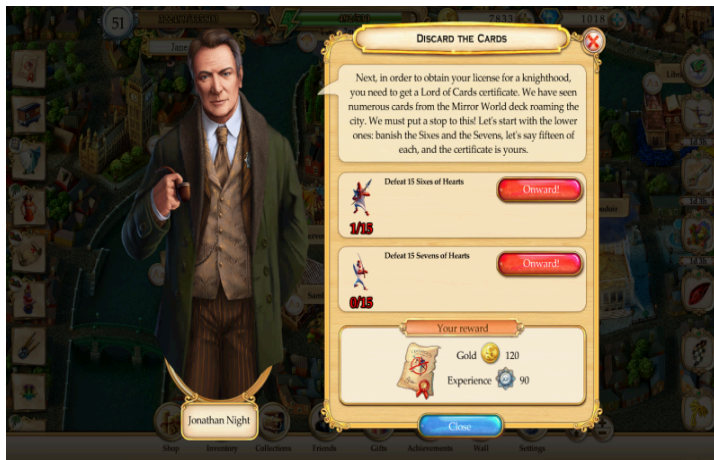 51
7833
1018
Jane
DISCARD THE CARDS
Next, in order to obtain your license for a knighthood,
you need to get a Lord of Cards certificate. We have seen
numerous cards from the Mirror World deck roaming the
city. We must put a stop to this! Let's start with the lower
ones: banish the Sixes and the Sevens, let's say fifteen of
each, and the certificate is yours.
Defeat 15 Sixes of Hearts
Onward!
1/15
Defeat 15 Sevens of Hearts
Onward!
0/15
Your reward
Gold 120
Experience 90
Jonathan Night
Close
Shop Inventory Collections Friends Gifts Achievements Wall Settings